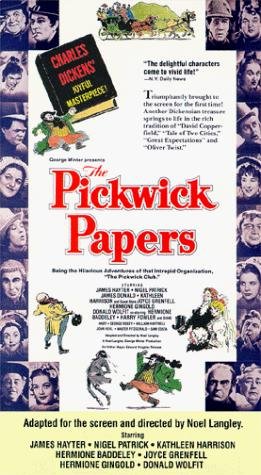 CHARLES
DICKENS'
JOYFUL
MASTERPIECE!
"The delightful characters
come to vivid life!"
—N.Y. Daily News
Triumphantly brought to
the screen for the first time!
Another Dickensian treasure
springs to life in the rich
tradition of "David Copper-
field," "Tale of Two Cities,"
"Great Expectations" and
"Oliver Twist."
George Minter presents
The
Pickwick
Papers
Being the Hilarious Adventures of that Intrepid Organisation,
"The Pickwick Club."
STARRING
JAMES HAYTER • NIGEL PATRICK
JAMES DONALD • KATHLEEN
HARRISON JOYCE GRENFELL
HERMIONE GINGOLD
DONALD WOLFIT HERMIONE
BADDELEY • HARRY FOWLER
Adapted for the screen and directed by Noel Langley.
Starring
JAMES HAYTER • NIGEL PATRICK • KATHLEEN HARRISON
HERMIONE BADDELEY • JOYCE GRENFELL
HERMIONE GINGOLD • DONALD WOLFIT